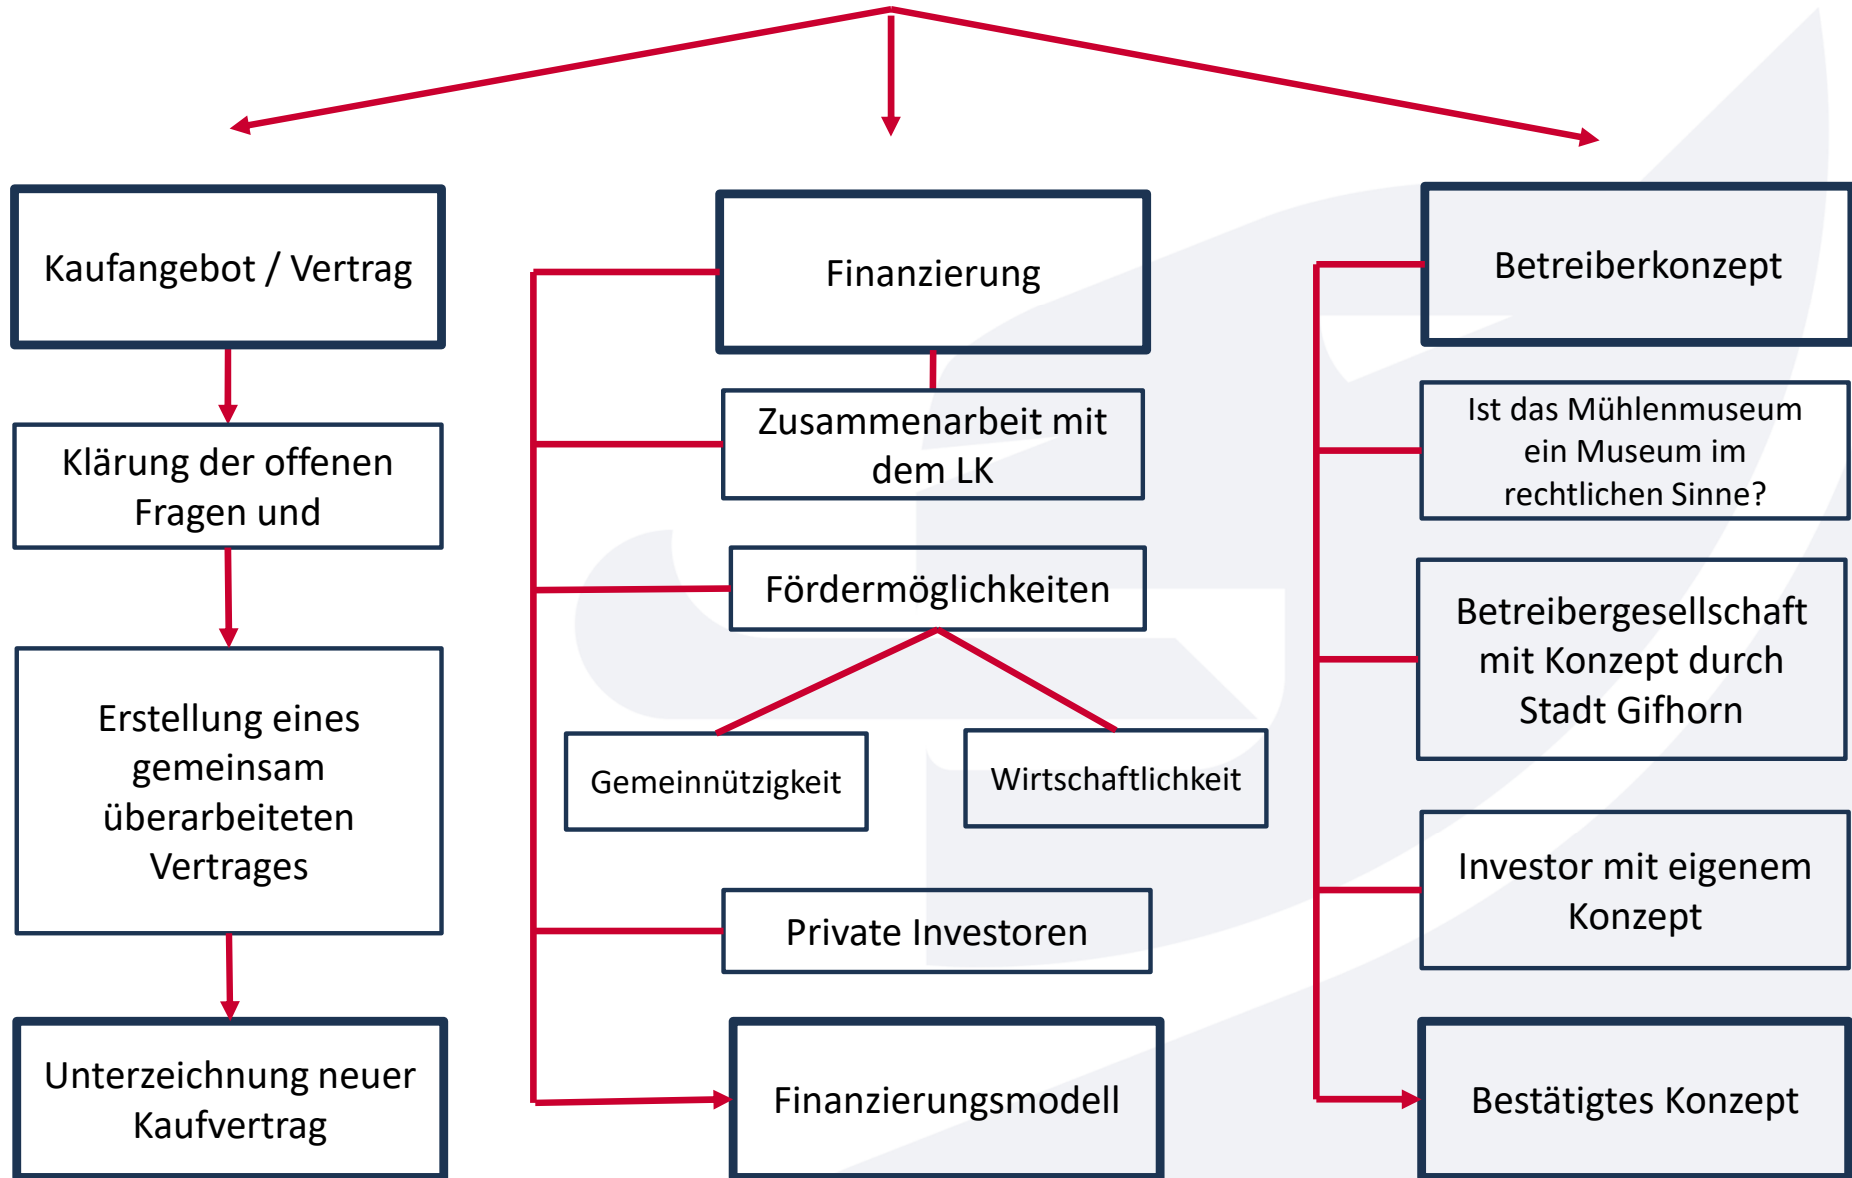 Kaufangebot / Vertrag
Klärung der offenen
Fragen und
Erstellung eines
gemeinsam
überarbeiteten
Vertrages
Unterzeichnung neuer
Kaufvertrag
Finanzierung
Zusammenarbeit mit
dem LK
Fördermöglichkeiten
Gemeinnützigkeit
Wirtschaftlichkeit
Private Investoren
Finanzierungsmodell
Betreiberkonzept
Ist das Mühlenmuseum
ein Museum im
rechtlichen Sinne?
Betreibergesellschaft
mit Konzept durch
Stadt Gifhorn
Investor mit eigenem
Konzept
Bestätigtes Konzept